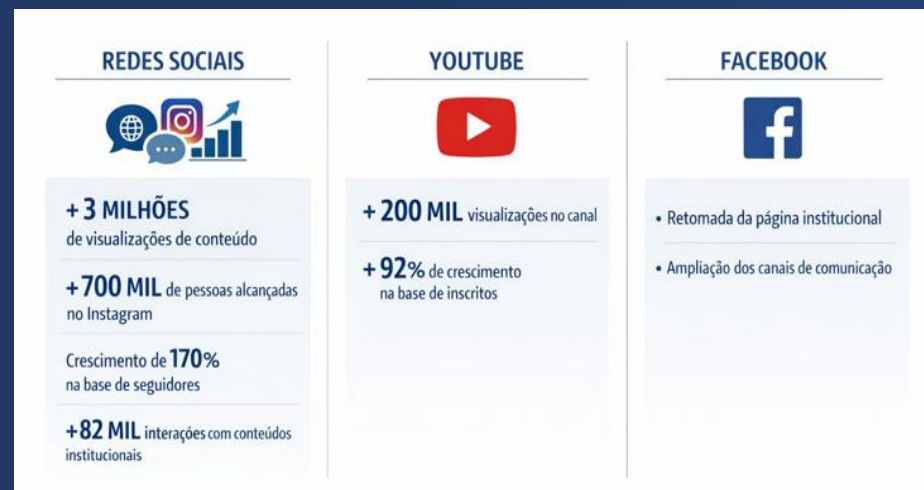 REDES SOCIAIS
+ 3 MILHÕES
de visualizações de conteúdo
+700 MIL de pessoas alcançadas
no Instagram
Crescimento de 170%
na base de seguidores
+82 MIL interações com conteúdos
institucionais
YOUTUBE
+ 200 MIL visualizações no canal
+ 92% de crescimento
na base de inscritos
FACEBOOK
• Retomada da página institucional
• Ampliação dos canais de comunicação